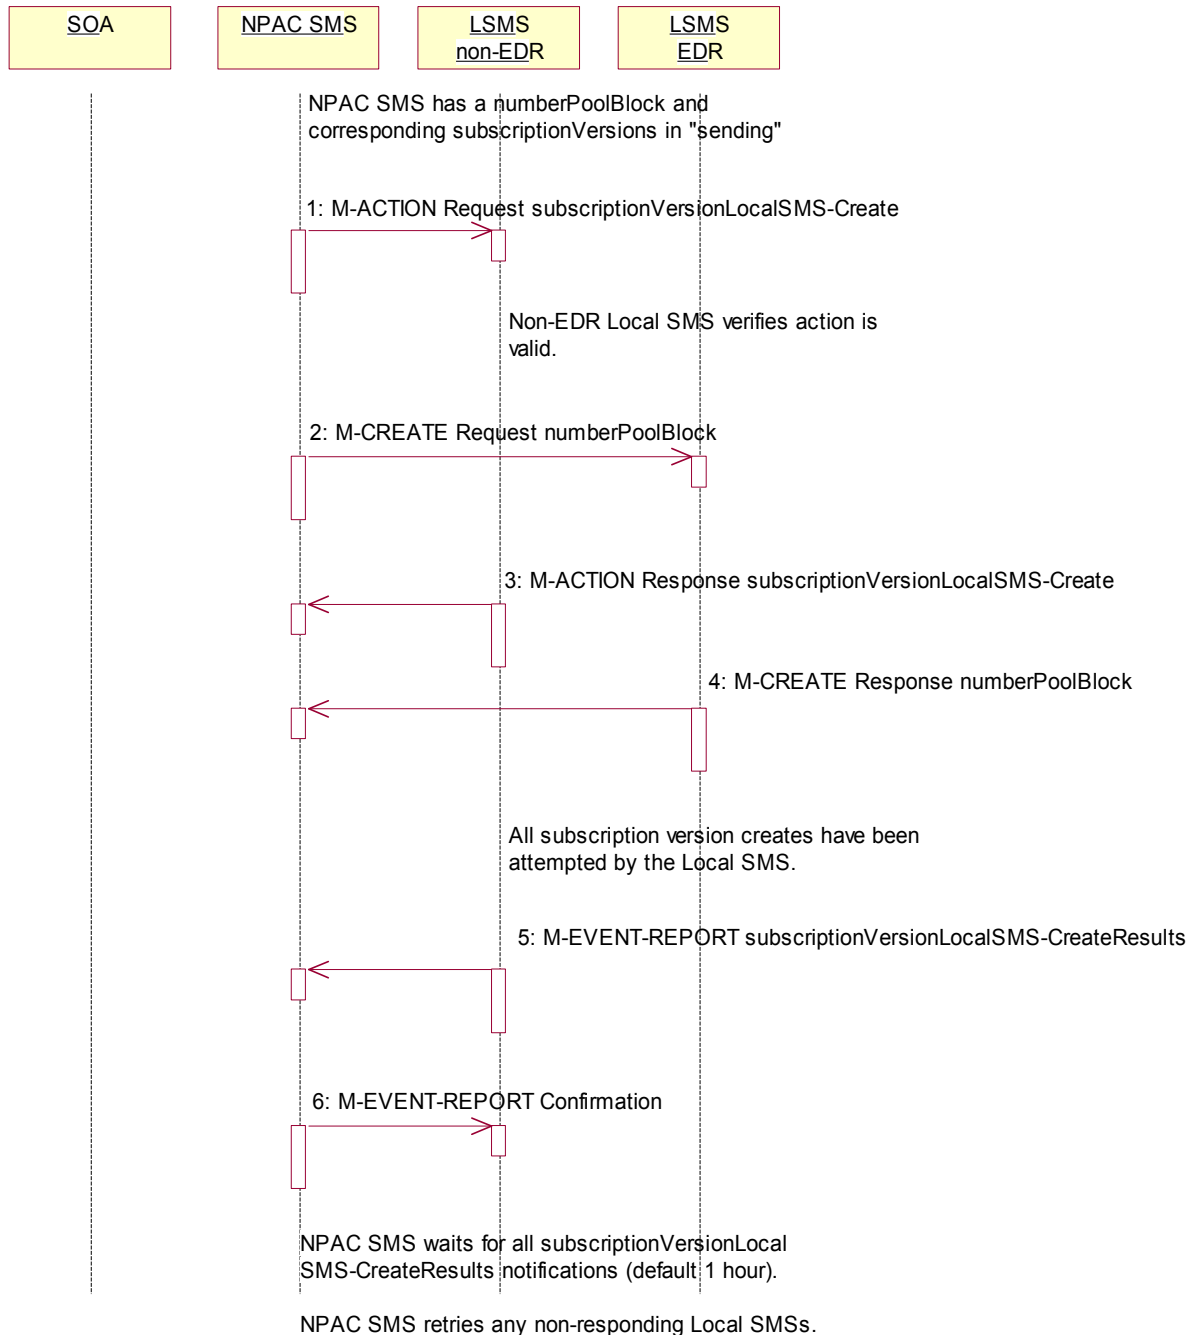 SOA
NPAC SMS
LSMS
non-EDR
LSMS
EDR
NPAC SMS has a numberPoolBlock and
corresponding subscriptionVersions in "sending"
1: M-ACTION Request subscriptionVersionLocalSMS-Create
Non-EDR Local SMS verifies action is
valid.
2: M-CREATE Request numberPoolBlock
3: M-ACTION Response subscriptionVersionLocalSMS-Create
4: M-CREATE Response numberPoolBlock
All subscription version creates have been
attempted by the Local SMS.
5: M-EVENT-REPORT subscriptionVersionLocalSMS-CreateResults
6: M-EVENT-REPORT Confirmation
NPAC SMS waits for all subscriptionVersionLocal
SMS-CreateResults notifications (default 1 hour).
NPAC SMS retries any non-responding Local SMSs.